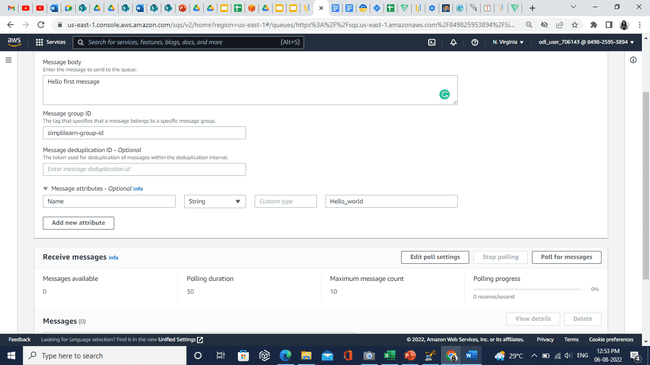 us-east-1.console.aws.amazon.com/sqs/v2/home?region=us-east-1#/queues/https%3A%2F%2Fsqs.us-east-1.amazonaws.com%2F849825953894%2FSi...
aws
Services
Search for services, features, blogs, docs, and more
[Alt+S]
N. Virginia
odl_user_706143 @ 8498-2595-3894
Message body
Enter the message to send to the queue.
Hello first message
Message group ID
The tag that specifies that a message belongs to a specific message group.
simplilearn-group-id
Message deduplication ID - Optional
The token used for deduplication of messages within the deduplication interval.
Enter message deduplication id
Message attributes - Optional Info
Name
String
Custom type
Hello_world
Add new attribute
Receive messages Info
Edit poll settings
Stop polling
Poll for messages
Messages available
Polling duration
Maximum message count
Polling progress
0
30
10
0%
0 receives/second
Messages (0)
View details
Delete
Feedback
Looking for language selection? Find it in the new Unified Settings
© 2022, Amazon Web Services, Inc. or its affiliates.
Privacy
Terms
Cookie preferences
Type here to search
29°C
ENG
12:53 PM
06-08-2022